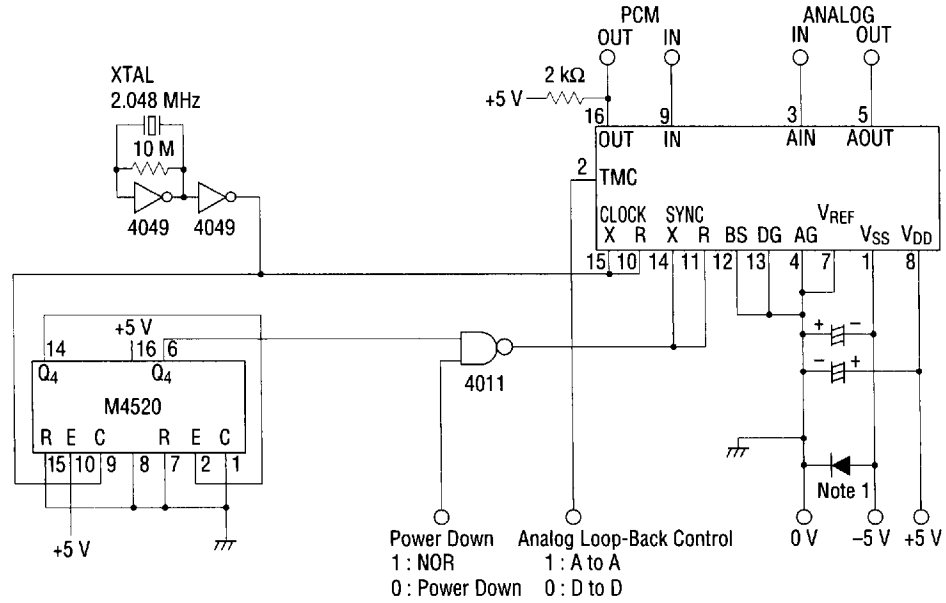 PCM ANALOG
OUT IN IN OUT
XTAL
2.048 MHz
10 M
4049 4049
2 kΩ
+5 V
16 9 3 5
OUT IN AIN AOUT
2 TMC
CLOCK SYNC VREF
X R X R BS DG AG VSS VDD
15 10 14 11 12 13 4 7 1 8
+5 V
14 16 6
Q4 Q4
M4520
R E C R E C
15 10 9 8 7 2 1
+5 V
4011
+ −
− +
Note 1
0 V −5 V +5 V
Power Down
1 : NOR
0 : Power Down
Analog Loop-Back Control
1 : A to A
0 : D to D